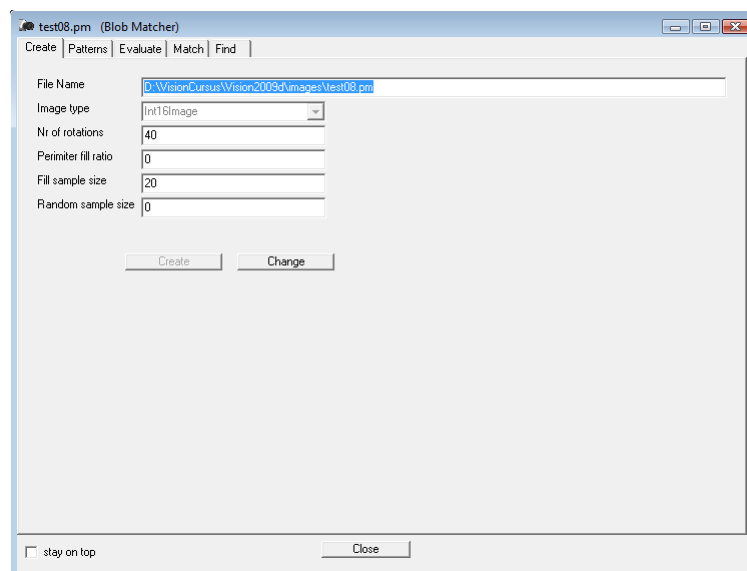 test08.pm (Blob Matcher)
Create Patterns Evaluate Match Find
File Name D:\VisionCursus\Vision2009d\images\test08.pm
Image type Int16Image
Nr of rotations 40
Perimiter fill ratio 0
Fill sample size 20
Random sample size 0
Create Change
stay on top Close